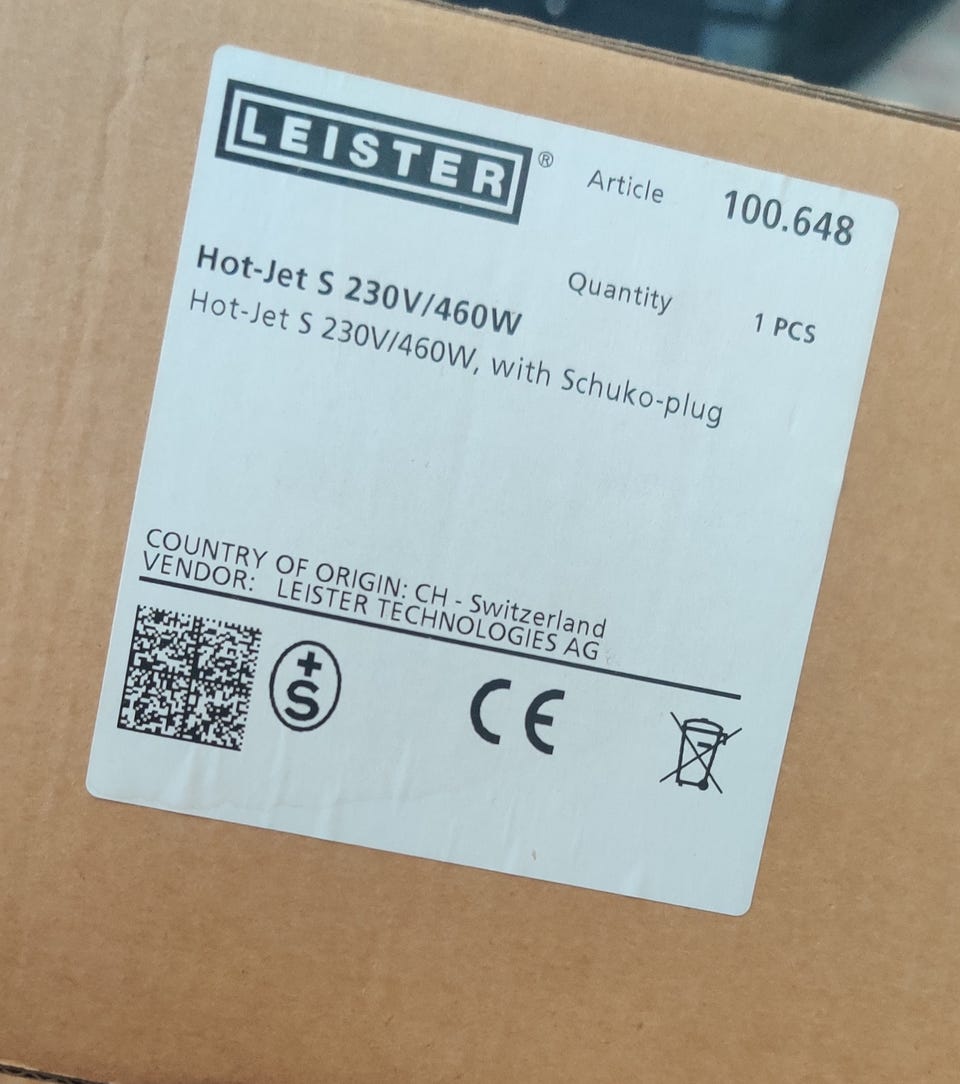 LEISTER®
Article 100.648
Quantity 1 PCS
Hot-Jet S 230V/460W
Hot-Jet S 230V/460W, with Schuko-plug
COUNTRY OF ORIGIN: CH - Switzerland
VENDOR: LEISTER TECHNOLOGIES AG
+S
CE